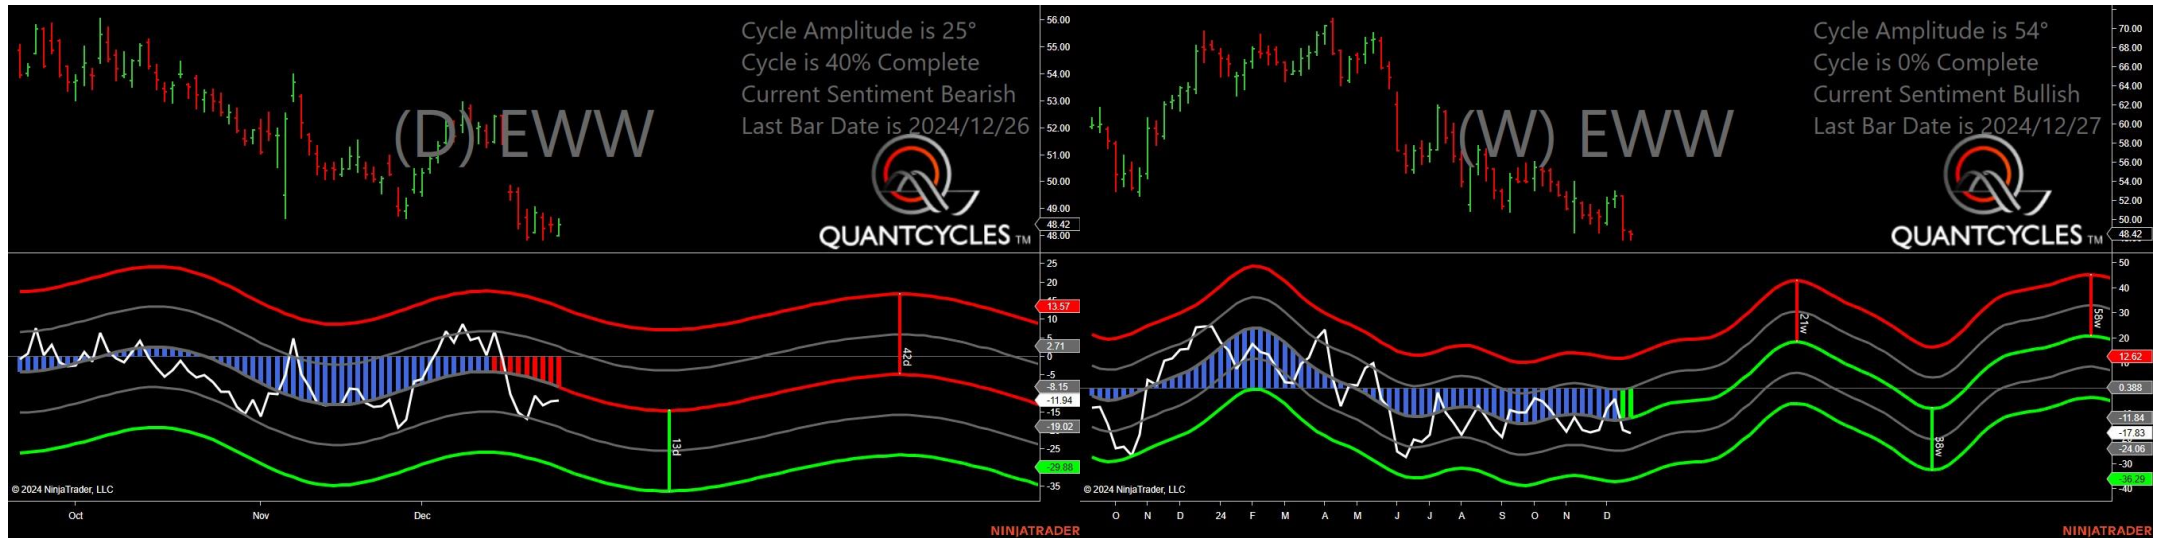 Cycle Amplitude is 25°
Cycle is 40% Complete
Current Sentiment Bearish
Last Bar Date is 2024/12/26
(D) EWW
QUANTCYCLES TM
56.00
55.00
54.00
53.00
52.00
51.00
50.00
49.00
48.42
48.00
25
20
13.57
10
5
2.71
0
-5
-8.15
-11.94
-15
-19.02
-25
-29.88
-35
42d
13d
© 2024 NinjaTrader, LLC
Oct Nov Dec
NINJATRADER
Cycle Amplitude is 54°
Cycle is 0% Complete
Current Sentiment Bullish
Last Bar Date is 2024/12/27
(W) EWW
QUANTCYCLES TM
70.00
68.00
66.00
64.00
62.00
60.00
58.00
56.00
54.00
52.00
50.00
48.42
50
40
30
20
12.62
10
0.388
-11.84
-17.83
-24.06
-30
-36.29
-40
21w
58w
38w
© 2024 NinjaTrader, LLC
O N D 24 F M A M J J A S O N D
NINJATRADER